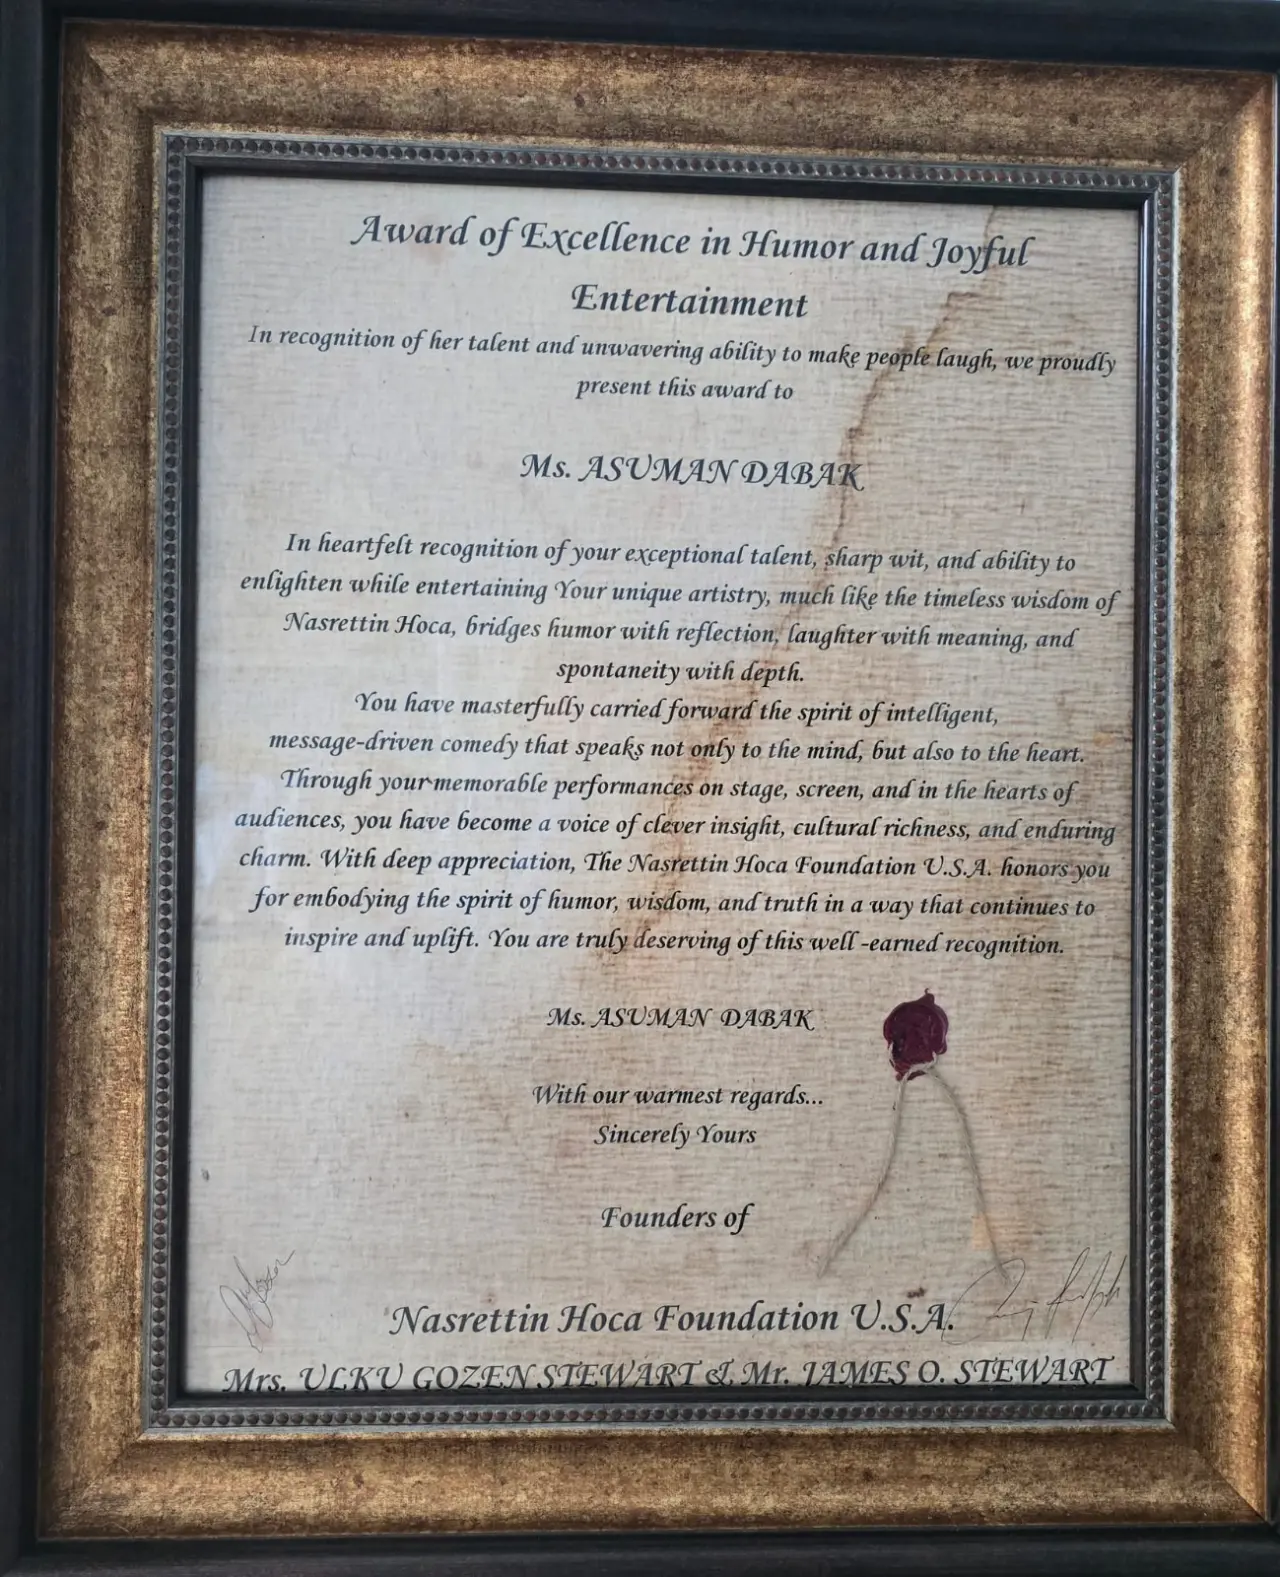 Award of Excellence in Humor and Joyful
Entertainment
In recognition of her talent and unwavering ability to make people laugh, we proudly
present this award to
Ms. ASUMAN DABAK
In heartfelt recognition of your exceptional talent, sharp wit, and ability to
enlighten while entertaining Your unique artistry, much like the timeless wisdom of
Nasrettin Hoca, bridges humor with reflection, laughter with meaning, and
spontaneity with depth.
You have masterfully carried forward the spirit of intelligent,
message-driven comedy that speaks not only to the mind, but also to the heart.
Through your memorable performances on stage, screen, and in the hearts of
audiences, you have become a voice of clever insight, cultural richness, and enduring
charm. With deep appreciation, The Nasrettin Hoca Foundation U.S.A. honors you
for embodying the spirit of humor, wisdom, and truth in a way that continues to
inspire and uplift. You are truly deserving of this well -earned recognition.
Ms. ASUMAN DABAK
With our warmest regards...
Sincerely Yours
Founders of
Nasrettin Hoca Foundation U.S.A.
Mrs. ULKU GOZEN STEWART & Mr. JAMES O. STEWART